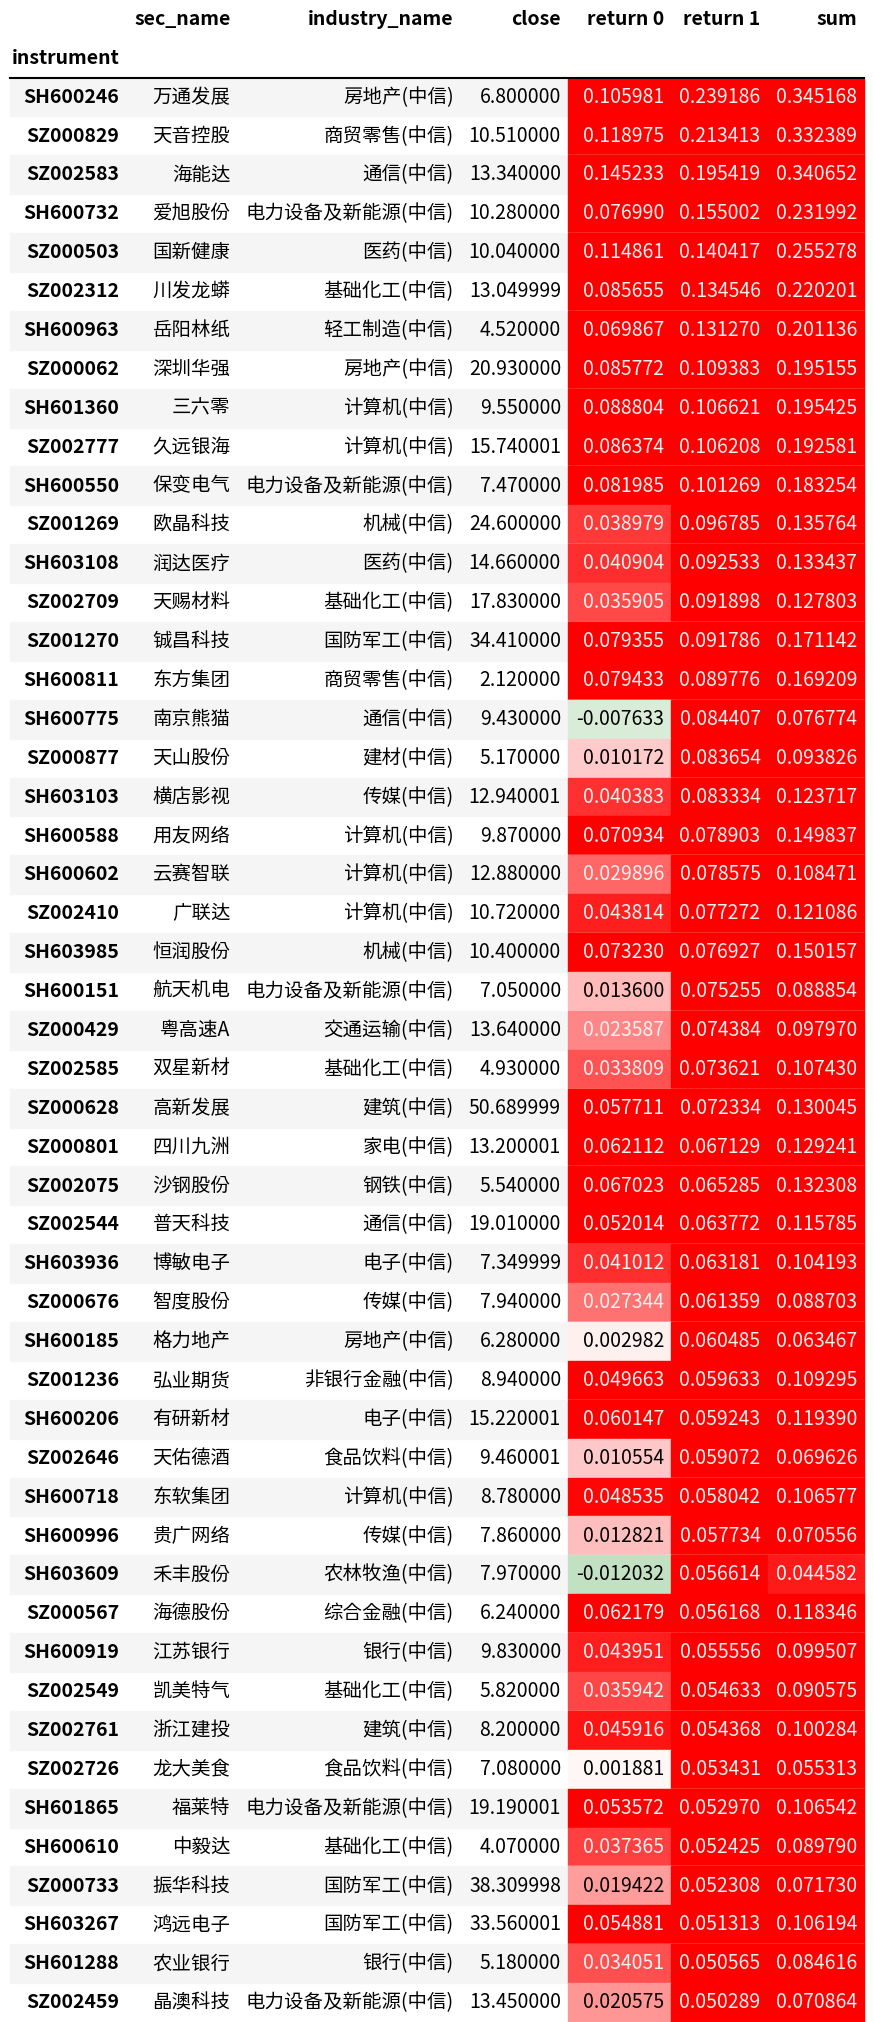 sec_name industry_name close return 0 return 1 sum
instrument
SH600246 万通发展 房地产(中信) 6.800000 0.105981 0.239186 0.345168
SZ000829 天音控股 商贸零售(中信) 10.510000 0.118975 0.213413 0.332389
SZ002583 海能达 通信(中信) 13.340000 0.145233 0.195419 0.340652
SH600732 爱旭股份 电力设备及新能源(中信) 10.280000 0.076990 0.155002 0.231992
SZ000503 国新健康 医药(中信) 10.040000 0.114861 0.140417 0.255278
SZ002312 川发龙蟒 基础化工(中信) 13.049999 0.085655 0.134546 0.220201
SH600963 岳阳林纸 轻工制造(中信) 4.520000 0.069867 0.131270 0.201136
SZ000062 深圳华强 房地产(中信) 20.930000 0.085772 0.109383 0.195155
SH601360 三六零 计算机(中信) 9.550000 0.088804 0.106621 0.195425
SZ002777 久远银海 计算机(中信) 15.740001 0.086374 0.106208 0.192581
SH600550 保变电气 电力设备及新能源(中信) 7.470000 0.081985 0.101269 0.183254
SZ001269 欧晶科技 机械(中信) 24.600000 0.038979 0.096785 0.135764
SH603108 润达医疗 医药(中信) 14.660000 0.040904 0.092533 0.133437
SZ002709 天赐材料 基础化工(中信) 17.830000 0.035905 0.091898 0.127803
SZ001270 铖昌科技 国防军工(中信) 34.410000 0.079355 0.091786 0.171142
SH600811 东方集团 商贸零售(中信) 2.120000 0.079433 0.089776 0.169209
SH600775 南京熊猫 通信(中信) 9.430000 -0.007633 0.084407 0.076774
SZ000877 天山股份 建材(中信) 5.170000 0.010172 0.083654 0.093826
SH603103 横店影视 传媒(中信) 12.940001 0.040383 0.083334 0.123717
SH600588 用友网络 计算机(中信) 9.870000 0.070934 0.078903 0.149837
SH600602 云赛智联 计算机(中信) 12.880000 0.029896 0.078575 0.108471
SZ002410 广联达 计算机(中信) 10.720000 0.043814 0.077272 0.121086
SH603985 恒润股份 机械(中信) 10.400000 0.073230 0.076927 0.150157
SH600151 航天机电 电力设备及新能源(中信) 7.050000 0.013600 0.075255 0.088854
SZ000429 粤高速A 交通运输(中信) 13.640000 0.023587 0.074384 0.097970
SZ002585 双星新材 基础化工(中信) 4.930000 0.033809 0.073621 0.107430
SZ000628 高新发展 建筑(中信) 50.689999 0.057711 0.072334 0.130045
SZ000801 四川九洲 家电(中信) 13.200001 0.062112 0.067129 0.129241
SZ002075 沙钢股份 钢铁(中信) 5.540000 0.067023 0.065285 0.132308
SZ002544 普天科技 通信(中信) 19.010000 0.052014 0.063772 0.115785
SH603936 博敏电子 电子(中信) 7.349999 0.041012 0.063181 0.104193
SZ000676 智度股份 传媒(中信) 7.940000 0.027344 0.061359 0.088703
SH600185 格力地产 房地产(中信) 6.280000 0.002982 0.060485 0.063467
SZ001236 弘业期货 非银行金融(中信) 8.940000 0.049663 0.059633 0.109295
SH600206 有研新材 电子(中信) 15.220001 0.060147 0.059243 0.119390
SZ002646 天佑德酒 食品饮料(中信) 9.460001 0.010554 0.059072 0.069626
SH600718 东软集团 计算机(中信) 8.780000 0.048535 0.058042 0.106577
SH600996 贵广网络 传媒(中信) 7.860000 0.012821 0.057734 0.070556
SH603609 禾丰股份 农林牧渔(中信) 7.970000 -0.012032 0.056614 0.044582
SZ000567 海德股份 综合金融(中信) 6.240000 0.062179 0.056168 0.118346
SH600919 江苏银行 银行(中信) 9.830000 0.043951 0.055556 0.099507
SZ002549 凯美特气 基础化工(中信) 5.820000 0.035942 0.054633 0.090575
SZ002761 浙江建投 建筑(中信) 8.200000 0.045916 0.054368 0.100284
SZ002726 龙大美食 食品饮料(中信) 7.080000 0.001881 0.053431 0.055313
SH601865 福莱特 电力设备及新能源(中信) 19.190001 0.053572 0.052970 0.106542
SH600610 中毅达 基础化工(中信) 4.070000 0.037365 0.052425 0.089790
SZ000733 振华科技 国防军工(中信) 38.309998 0.019422 0.052308 0.071730
SH603267 鸿远电子 国防军工(中信) 33.560001 0.054881 0.051313 0.106194
SH601288 农业银行 银行(中信) 5.180000 0.034051 0.050565 0.084616
SZ002459 晶澳科技 电力设备及新能源(中信) 13.450000 0.020575 0.050289 0.070864